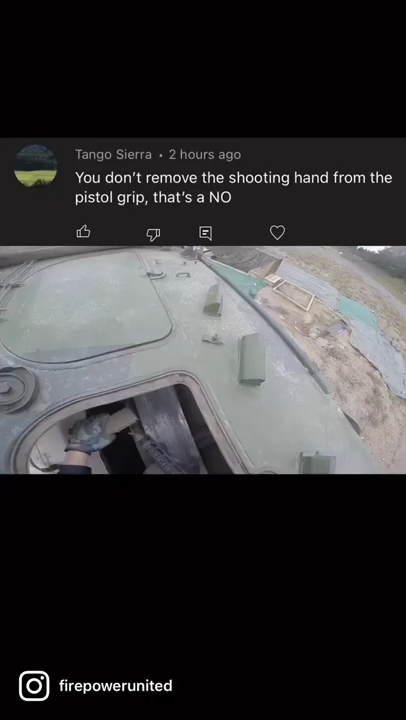 Tango Sierra • 2 hours ago
You don't remove the shooting hand from the
pistol grip, that's a NO
firepowerunited